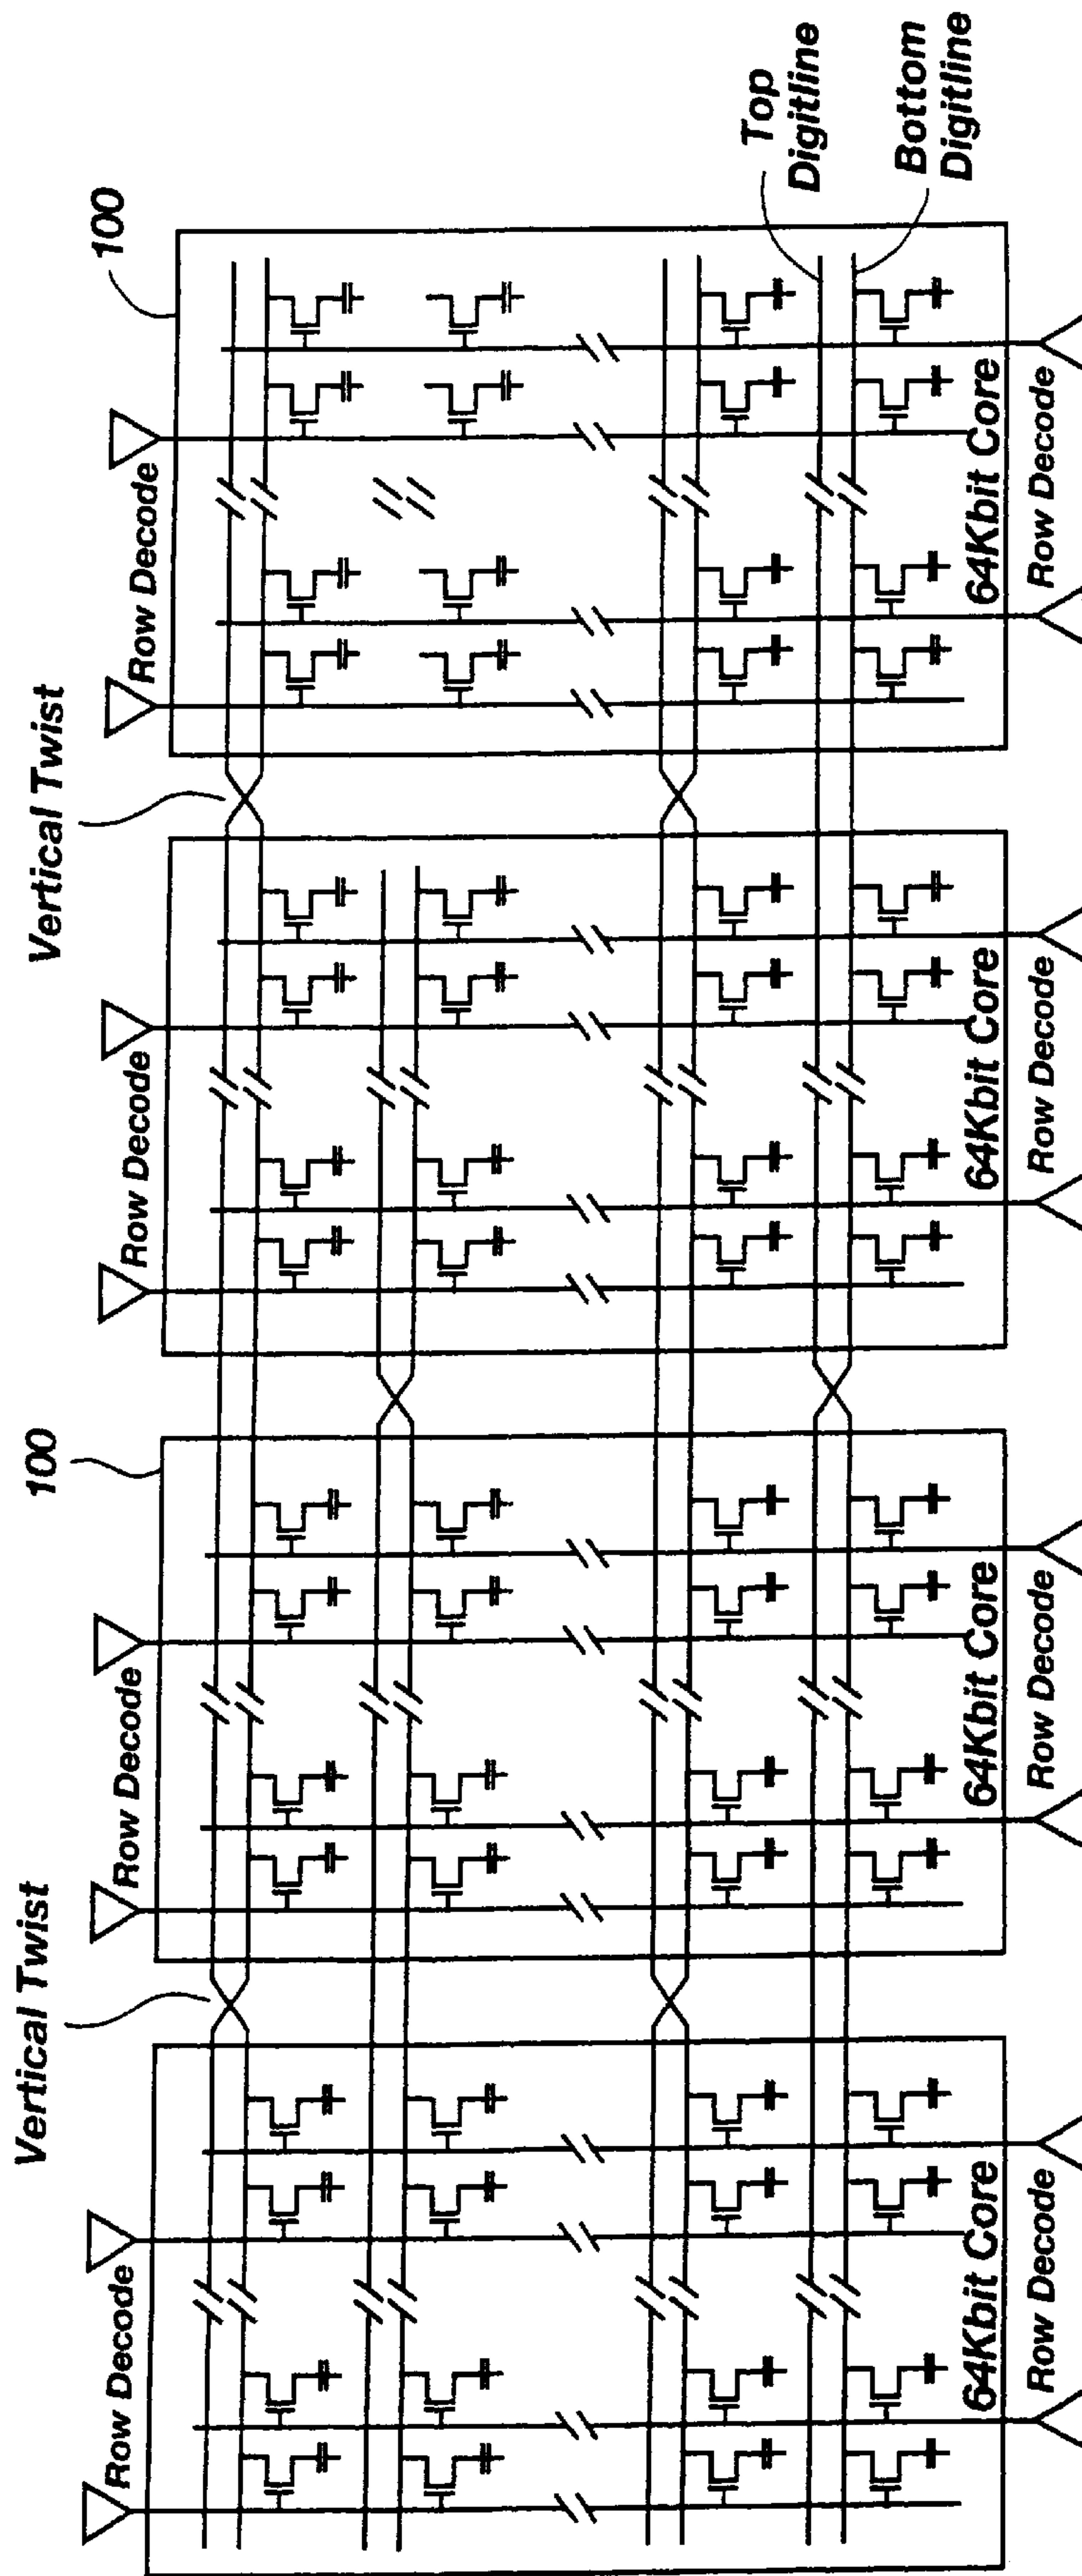 Vertical Twist
Vertical Twist
100
100
Row Decode
Row Decode
Row Decode
Row Decode
Top
Digitline
Bottom
Digitline
64Kbit Core
64Kbit Core
64Kbit Core
64Kbit Core
Row Decode
Row Decode
Row Decode
Row Decode